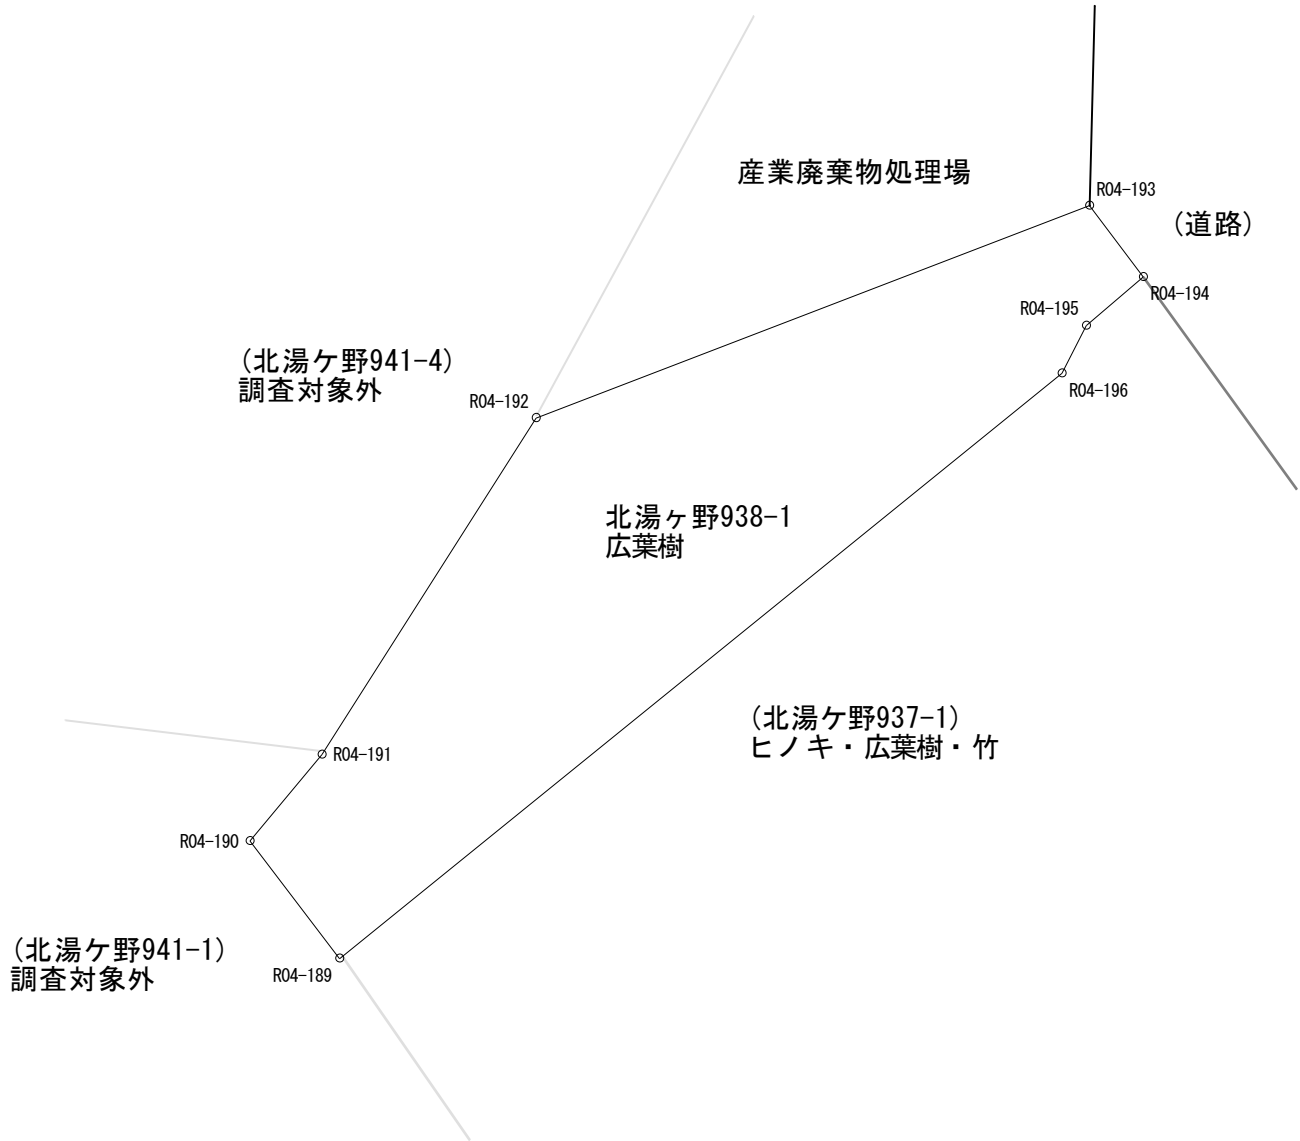 産業廃棄物処理場
R04-193
(道路)
R04-194
R04-195
(北湯ケ野941-4)
調査対象外
R04-192
R04-196
北湯ヶ野938-1
広葉樹
(北湯ケ野937-1)
ヒノキ・広葉樹・竹
R04-191
R04-190
(北湯ケ野941-1)
調査対象外
R04-189